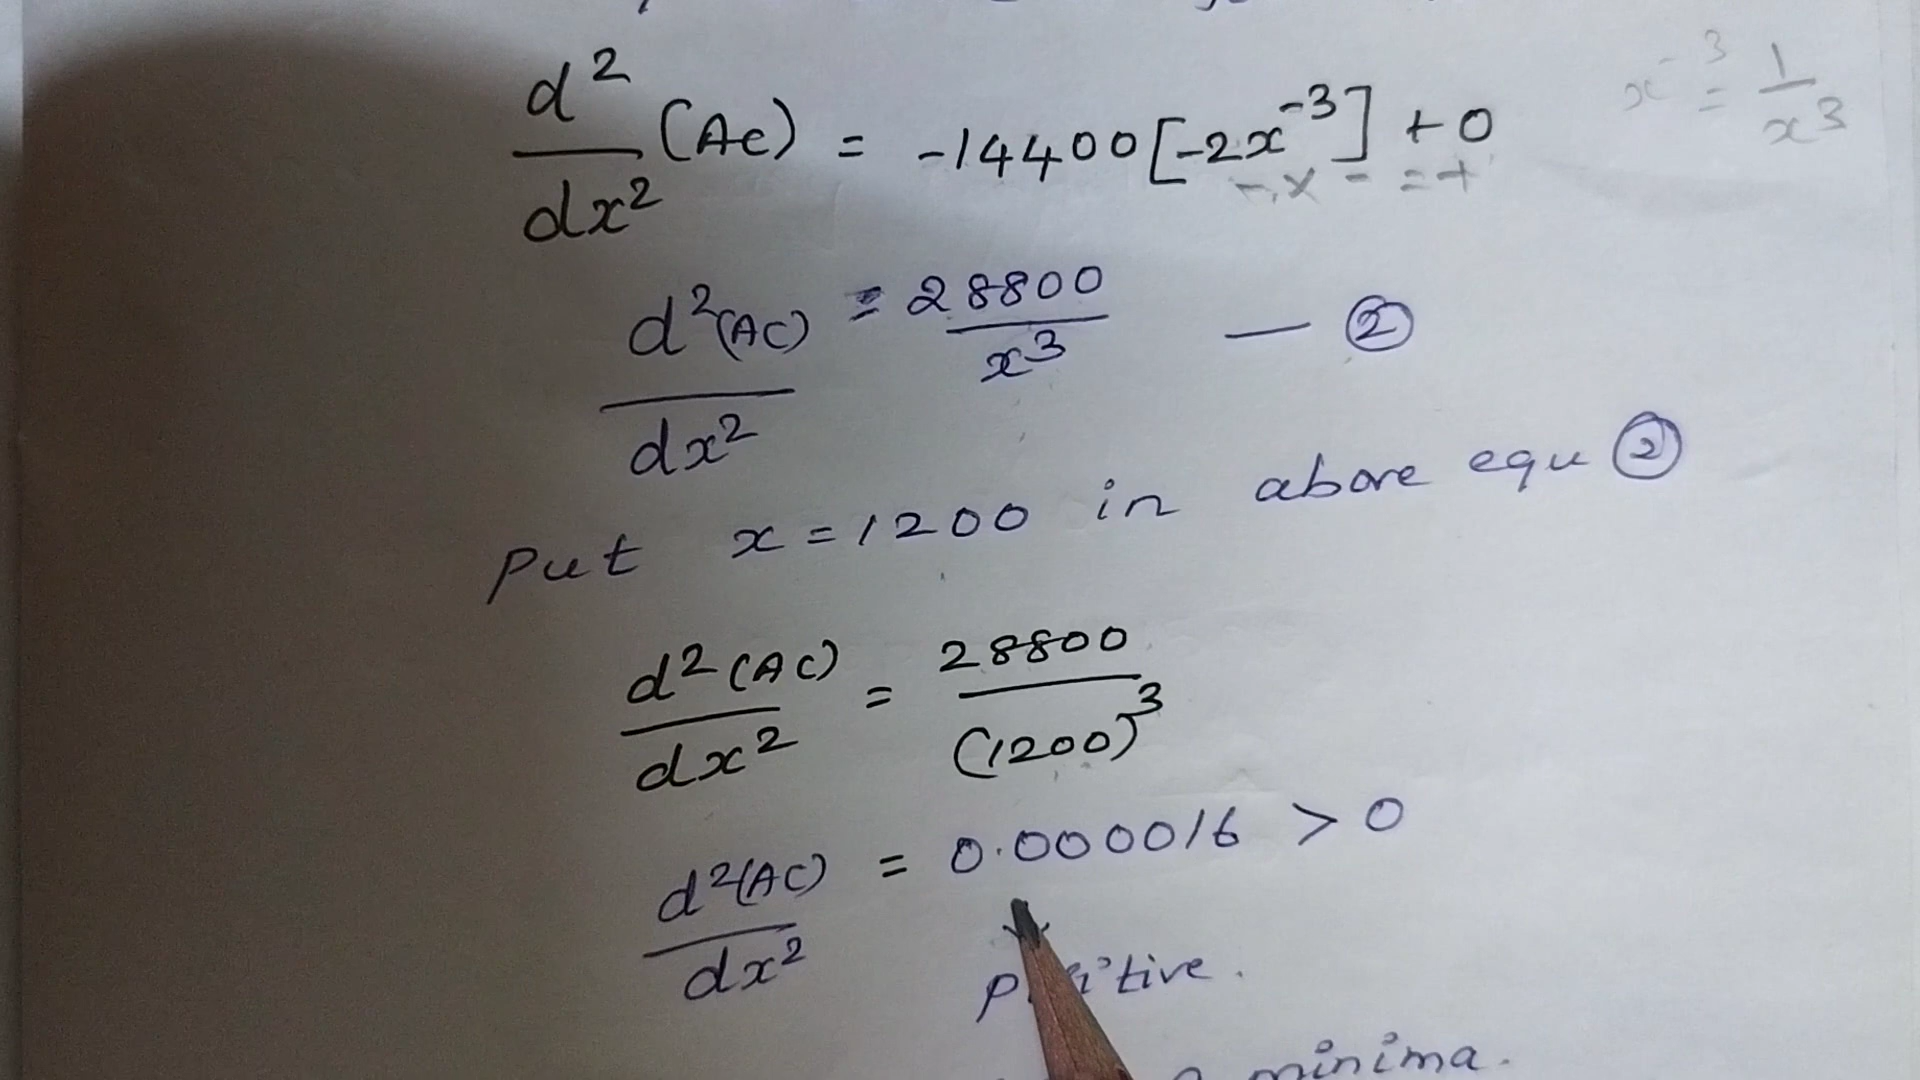 d²/dx² (AC) = -14400[-2x⁻³] + 0
x⁻³ = 1/x³
- x - = +
d²(AC)/dx² = 28800/x³ — ②
Put x = 1200 in above equ ②
d²(AC)/dx² = 28800/(1200)³
d²(AC)/dx² = 0.000016 > 0
positive.
minima.